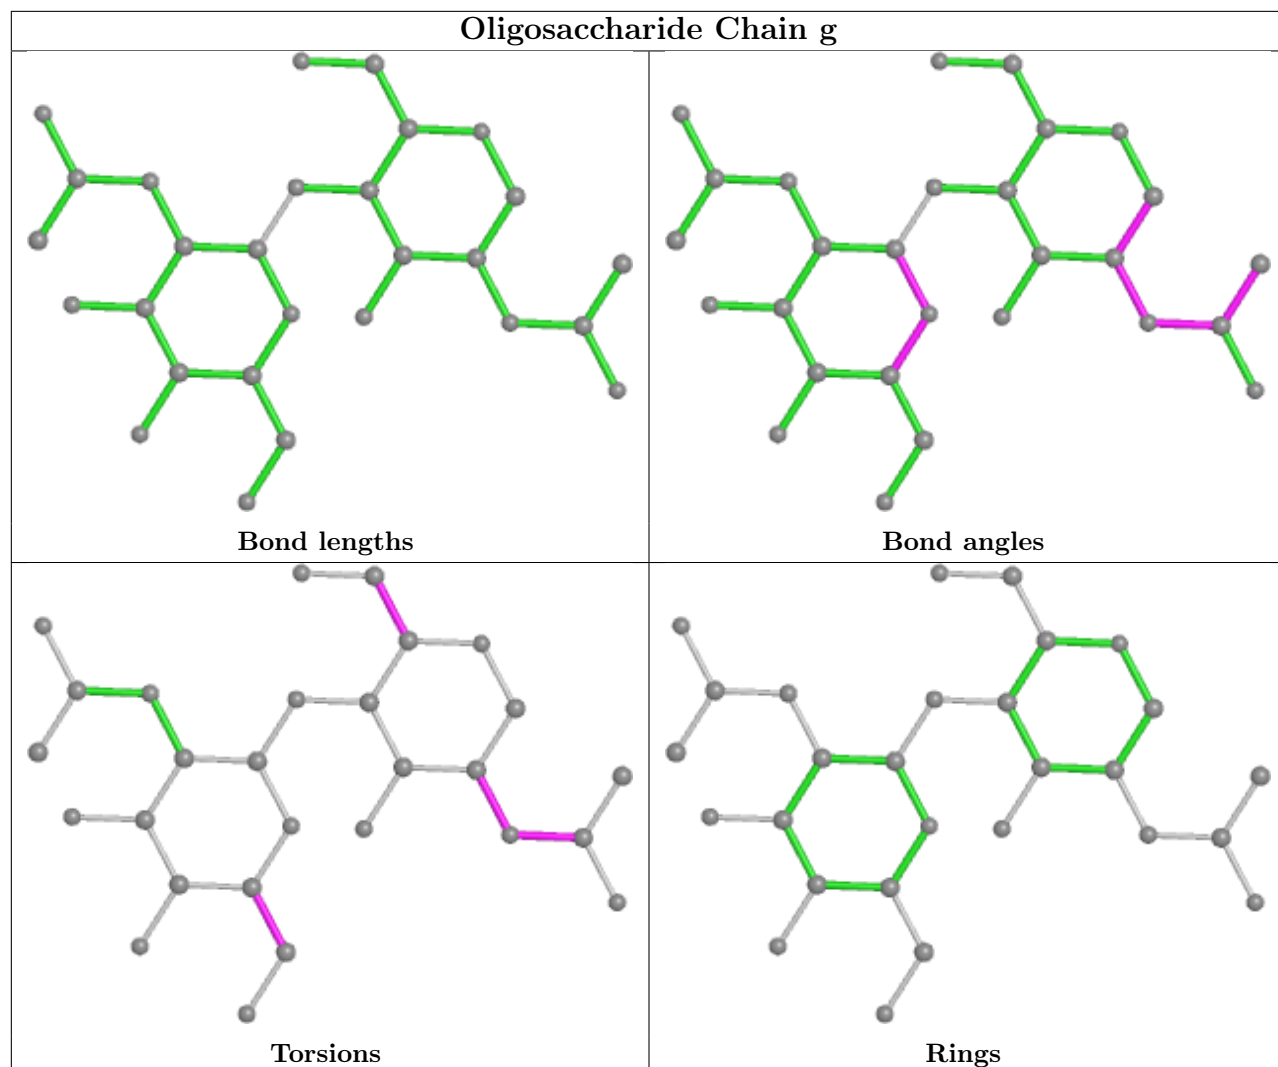 Oligosaccharide Chain g
Bond lengths
Bond angles
Torsions
Rings